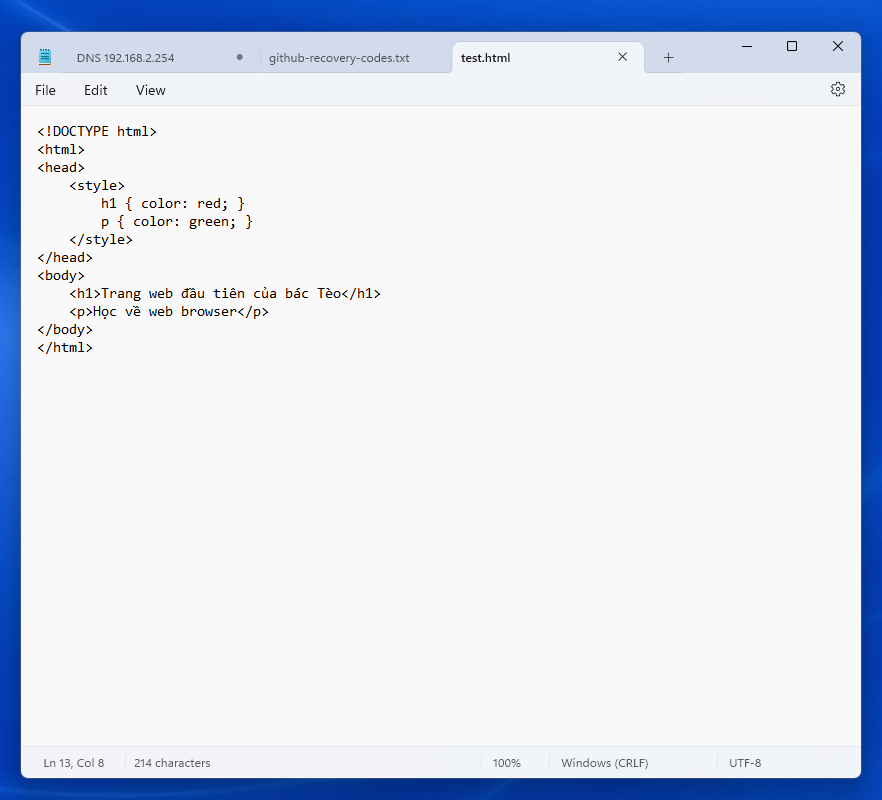 DNS 192.168.2.254
github-recovery-codes.txt
test.html
File Edit View
<!DOCTYPE html>
<html>
<head>
    <style>
        h1 { color: red; }
        p { color: green; }
    </style>
</head>
<body>
    <h1>Trang web đầu tiên của bác Tèo</h1>
    <p>Học về web browser</p>
</body>
</html>
Ln 13, Col 8 214 characters 100% Windows (CRLF) UTF-8